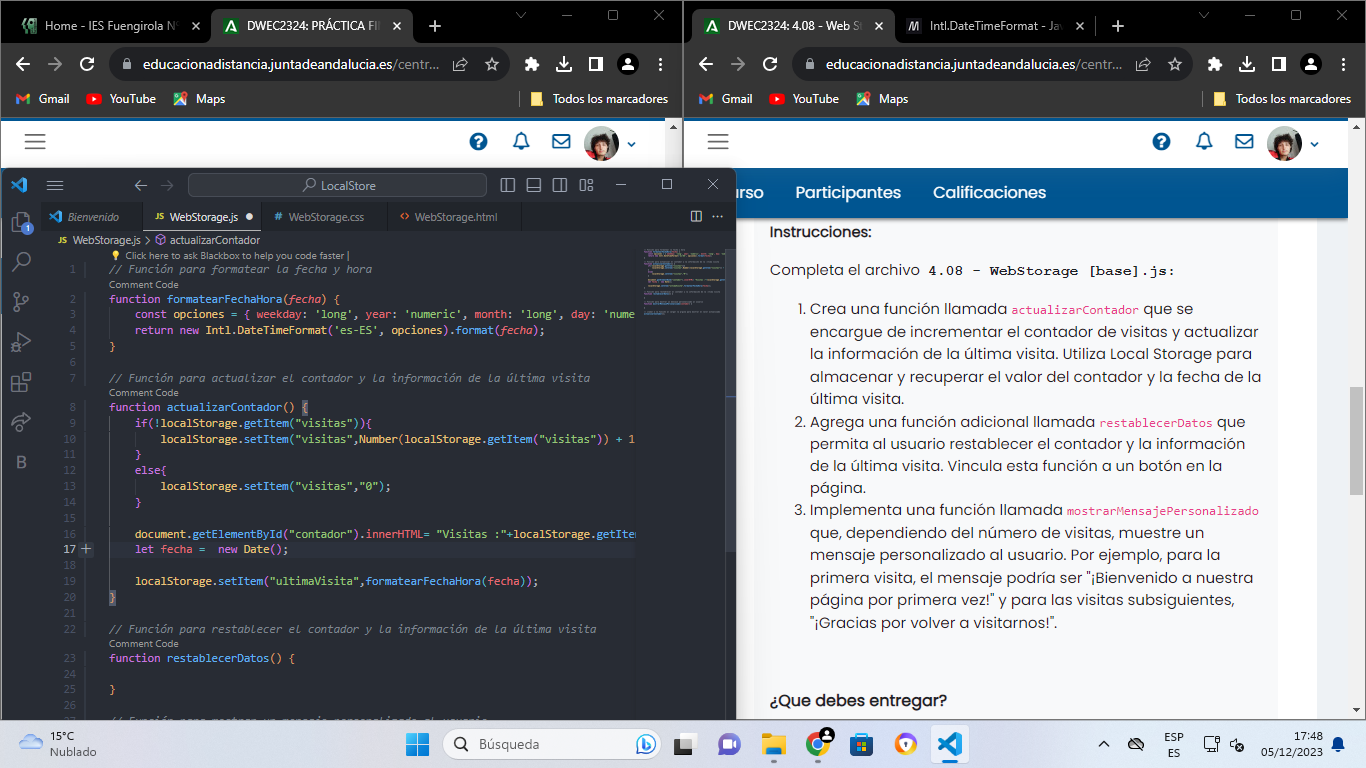 Home - IES Fuengirola Nº
DWEC2324: PRÁCTICA FI
DWEC2324: 4.08 - Web S
Intl.DateTimeFormat - Ja
educacionadistancia.juntadeandalucia.es/centr...
educacionadistancia.juntadeandalucia.es/centr...
Gmail
YouTube
Maps
Todos los marcadores
Gmail
YouTube
Maps
Todos los marcadores
LocalStore
Bienvenido
JS WebStorage.js
# WebStorage.css
<> WebStorage.html
JS WebStorage.js > actualizarContador
Click here to ask Blackbox to help you code faster |
1 // Función para formatear la fecha y hora
Comment Code
2 function formatearFechaHora(fecha) {
3 const opciones = { weekday: 'long', year: 'numeric', month: 'long', day: 'nume
4 return new Intl.DateTimeFormat('es-ES', opciones).format(fecha);
5 }
6
7 // Función para actualizar el contador y la información de la última visita
Comment Code
8 function actualizarContador() {
9 if(!localStorage.getItem("visitas")){
10 localStorage.setItem("visitas",Number(localStorage.getItem("visitas")) + 1
11 }
12 else{
13 localStorage.setItem("visitas","0");
14 }
15
16 document.getElementById("contador").innerHTML= "Visitas :"+localStorage.getIte
17 let fecha =  new Date();
18
19 localStorage.setItem("ultimaVisita",formatearFechaHora(fecha));
20 }
21
22 // Función para restablecer el contador y la información de la última visita
Comment Code
23 function restablecerDatos() {
24
25 }
26
1
B
urso
Participantes
Calificaciones
Instrucciones:
Completa el archivo 4.08 - WebStorage [base].js:
1. Crea una función llamada actualizarContador que se
encargue de incrementar el contador de visitas y actualizar
la información de la última visita. Utiliza Local Storage para
almacenar y recuperar el valor del contador y la fecha de la
última visita.
2. Agrega una función adicional llamada restablecerDatos que
permita al usuario restablecer el contador y la información
de la última visita. Vincula esta función a un botón en la
página.
3. Implementa una función llamada mostrarMensajePersonalizado
que, dependiendo del número de visitas, muestre un
mensaje personalizado al usuario. Por ejemplo, para la
primera visita, el mensaje podría ser "¡Bienvenido a nuestra
página por primera vez!" y para las visitas subsiguientes,
"¡Gracias por volver a visitarnos!".
¿Que debes entregar?
15°C
Nublado
Búsqueda
ESP
ES
17:48
05/12/2023